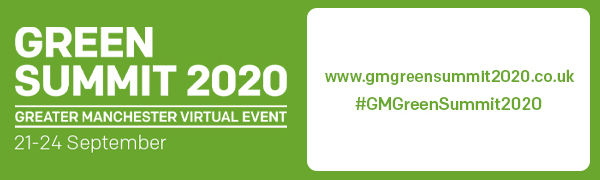 GREEN
SUMMIT 2020
GREATER MANCHESTER VIRTUAL EVENT
21-24 September
www.gmgreensummit2020.co.uk
#GMGreenSummit2020